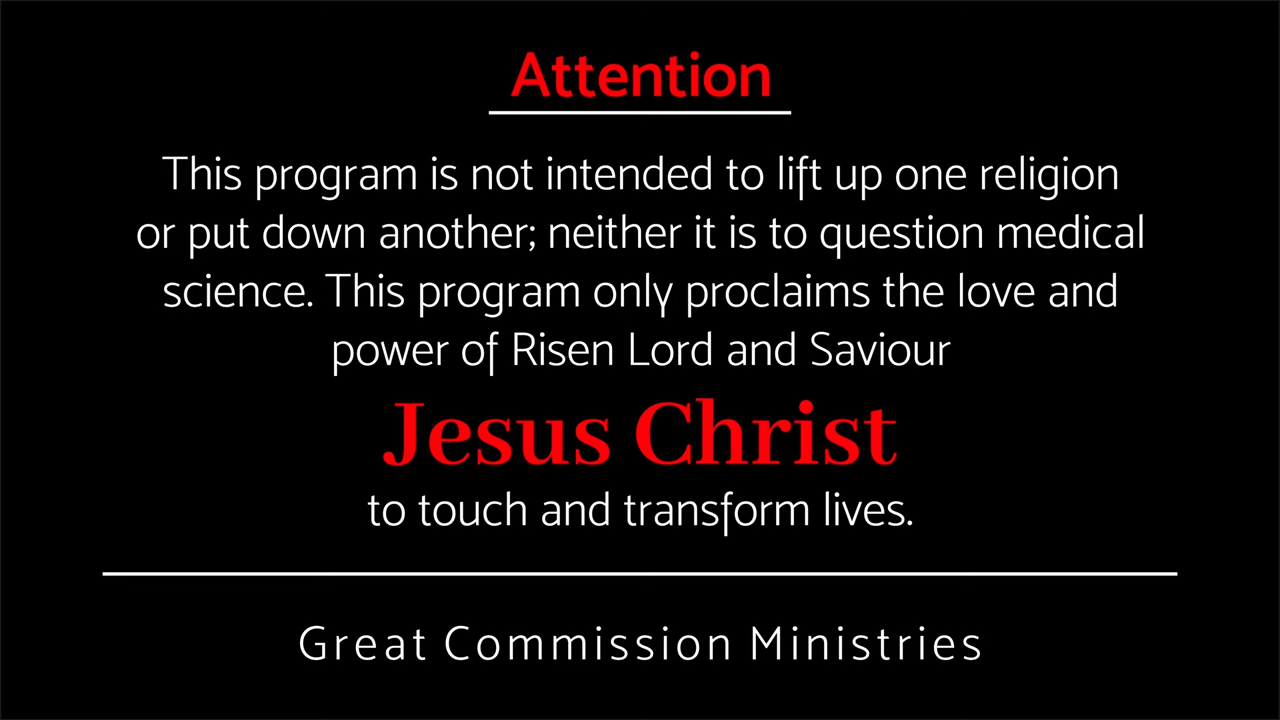 Attention
This program is not intended to lift up one religion
or put down another; neither it is to question medical
science. This program only proclaims the love and
power of Risen Lord and Saviour
Jesus Christ
to touch and transform lives.
Great Commission Ministries